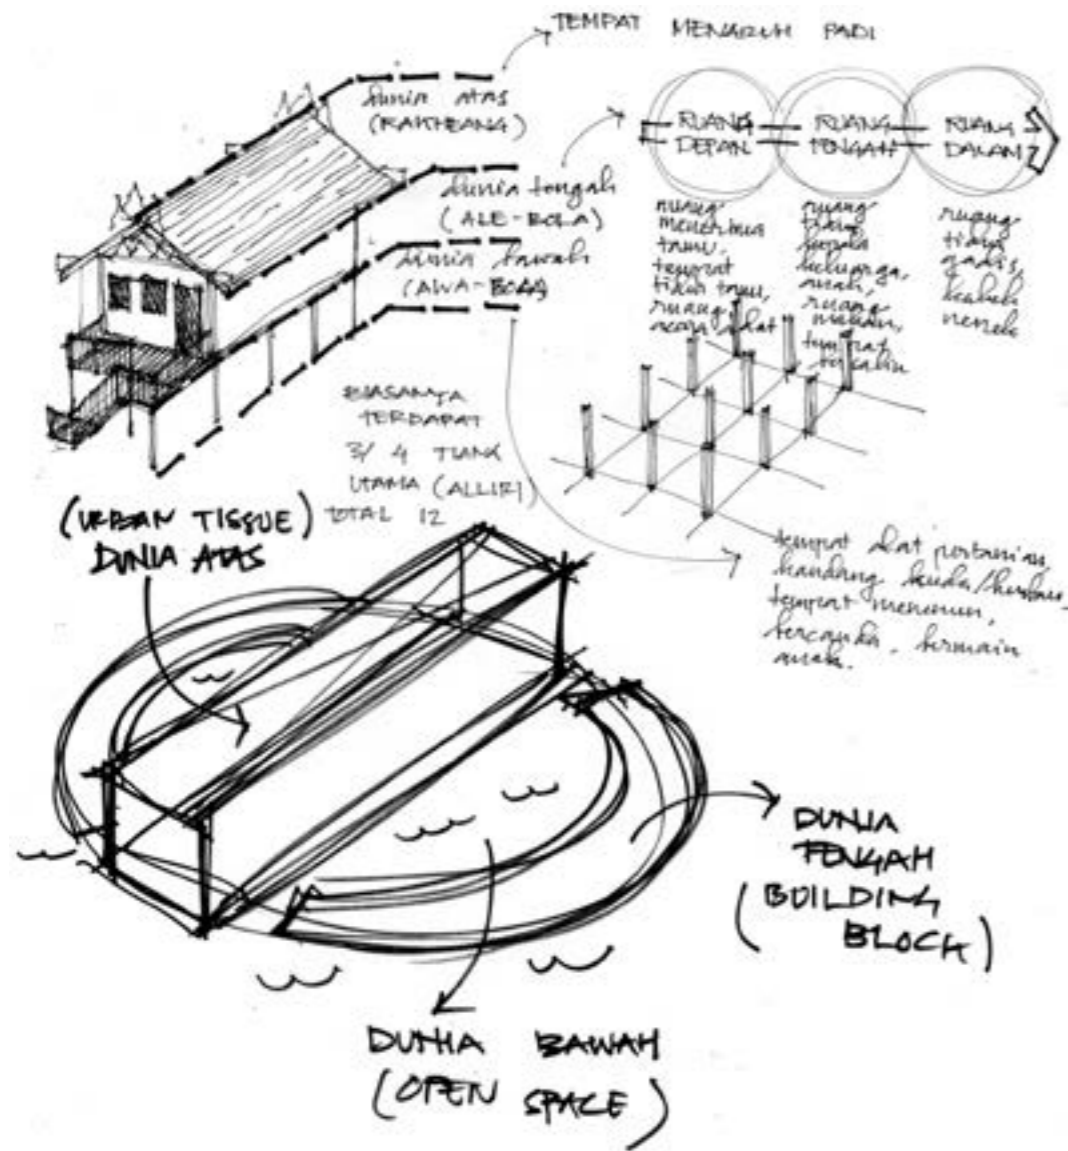 TEMPAT MENARUH PADI
dunia atas
(RAKKEANG)
dunia tengah
(ALE-BOLA)
dunia bawah
(AWA-BOLA)
RUANG
DEPAN
RUANG
TENGAH
RUANG
DALAM
ruang
menerima
tamu,
tempat
tidur tamu,
ruang
acara adat
ruang
tidur
kepala
keluarga,
anak,
ruang
makan,
tempat
ruang
tidur
gadis,
kakek
nenek
BIASANYA
TERDAPAT
3/4 TIANG
UTAMA (ALLIRI)
TOTAL 12
tempat alat pertanian,
kandang kuda/kerbau,
tempat menenun,
bercanda, bermain
anak.
(URBAN TISSUE)
DUNIA ATAS
DUNIA
TENGAH
(BUILDING
BLOCK)
DUNIA BAWAH
(OPEN SPACE)